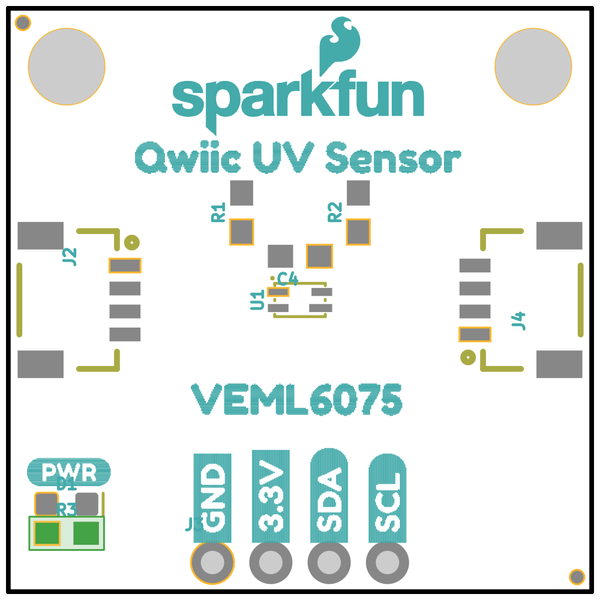 sparkfun
Qwiic UV Sensor
R1
R2
J2
C4
U1
J4
VEML6075
PWR
D1
R3
J3
GND
3.3V
SDA
SCL